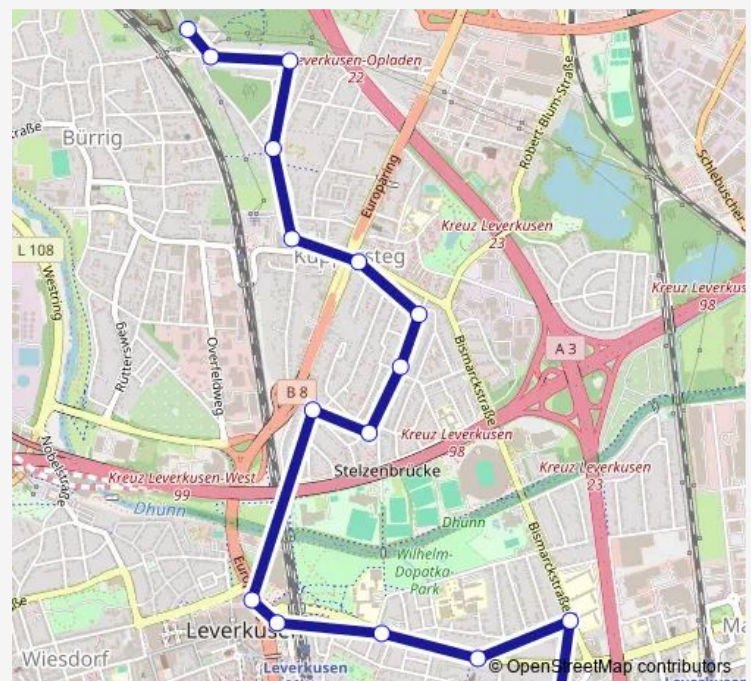 Leverkusen-Opladen
22
Bürrig
Robert-Blum-Straße
Europaring
Schlebuscher
L 108
Westring
Kreuz Leverkusen
23
Küppersteg
Kreuz Leverkusen
98
Ruttersweg
Overfeldweg
A 3
Bismarckstraße
B 8
Nobelstraße
Kreuz Leverkusen
98
Kreuz Leverkusen-West
99
Stelzenbrücke
Kreuz Leverkusen
23
Dhünn
Dhünn
Wilhelm-
Dopatka-
Park
Bismarckstraße
Leverkusen
Wiesdorf
Leverkusen
© OpenStreetMap contributors